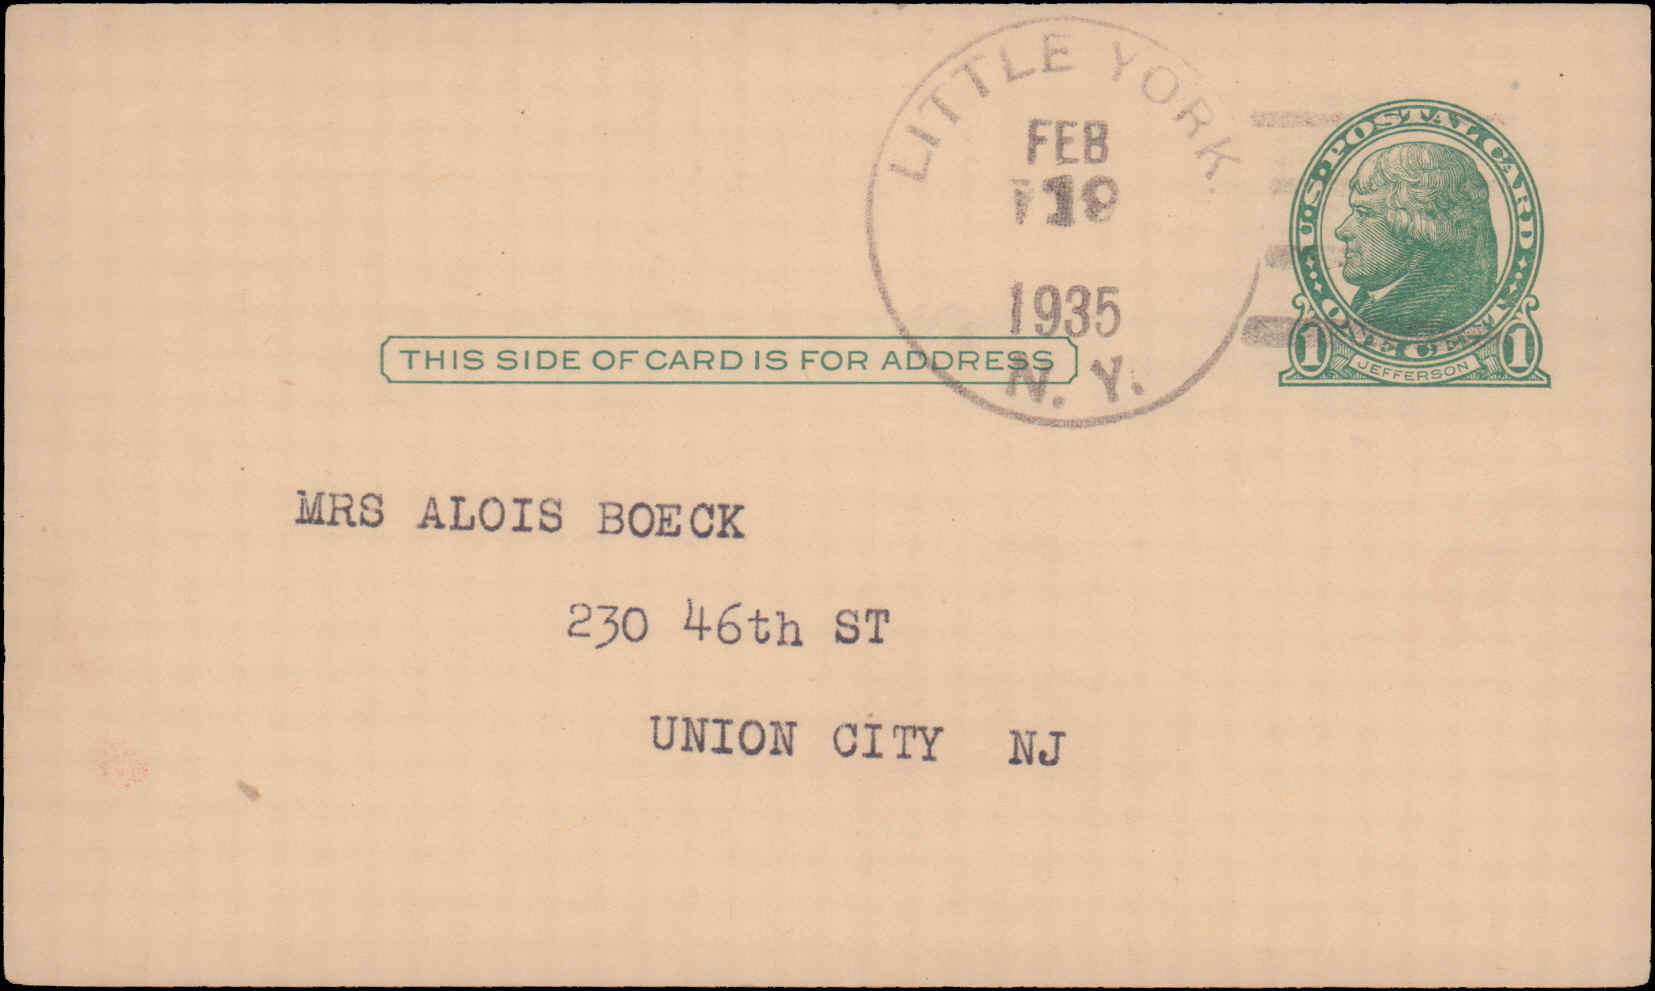 LITTLE YORK.
FEB
1935
N. Y.
U.S. POSTAL CARD
ONE CENT
1 JEFFERSON 1
THIS SIDE OF CARD IS FOR ADDRESS
MRS ALOIS BOECK
230 46th ST
UNION CITY NJ